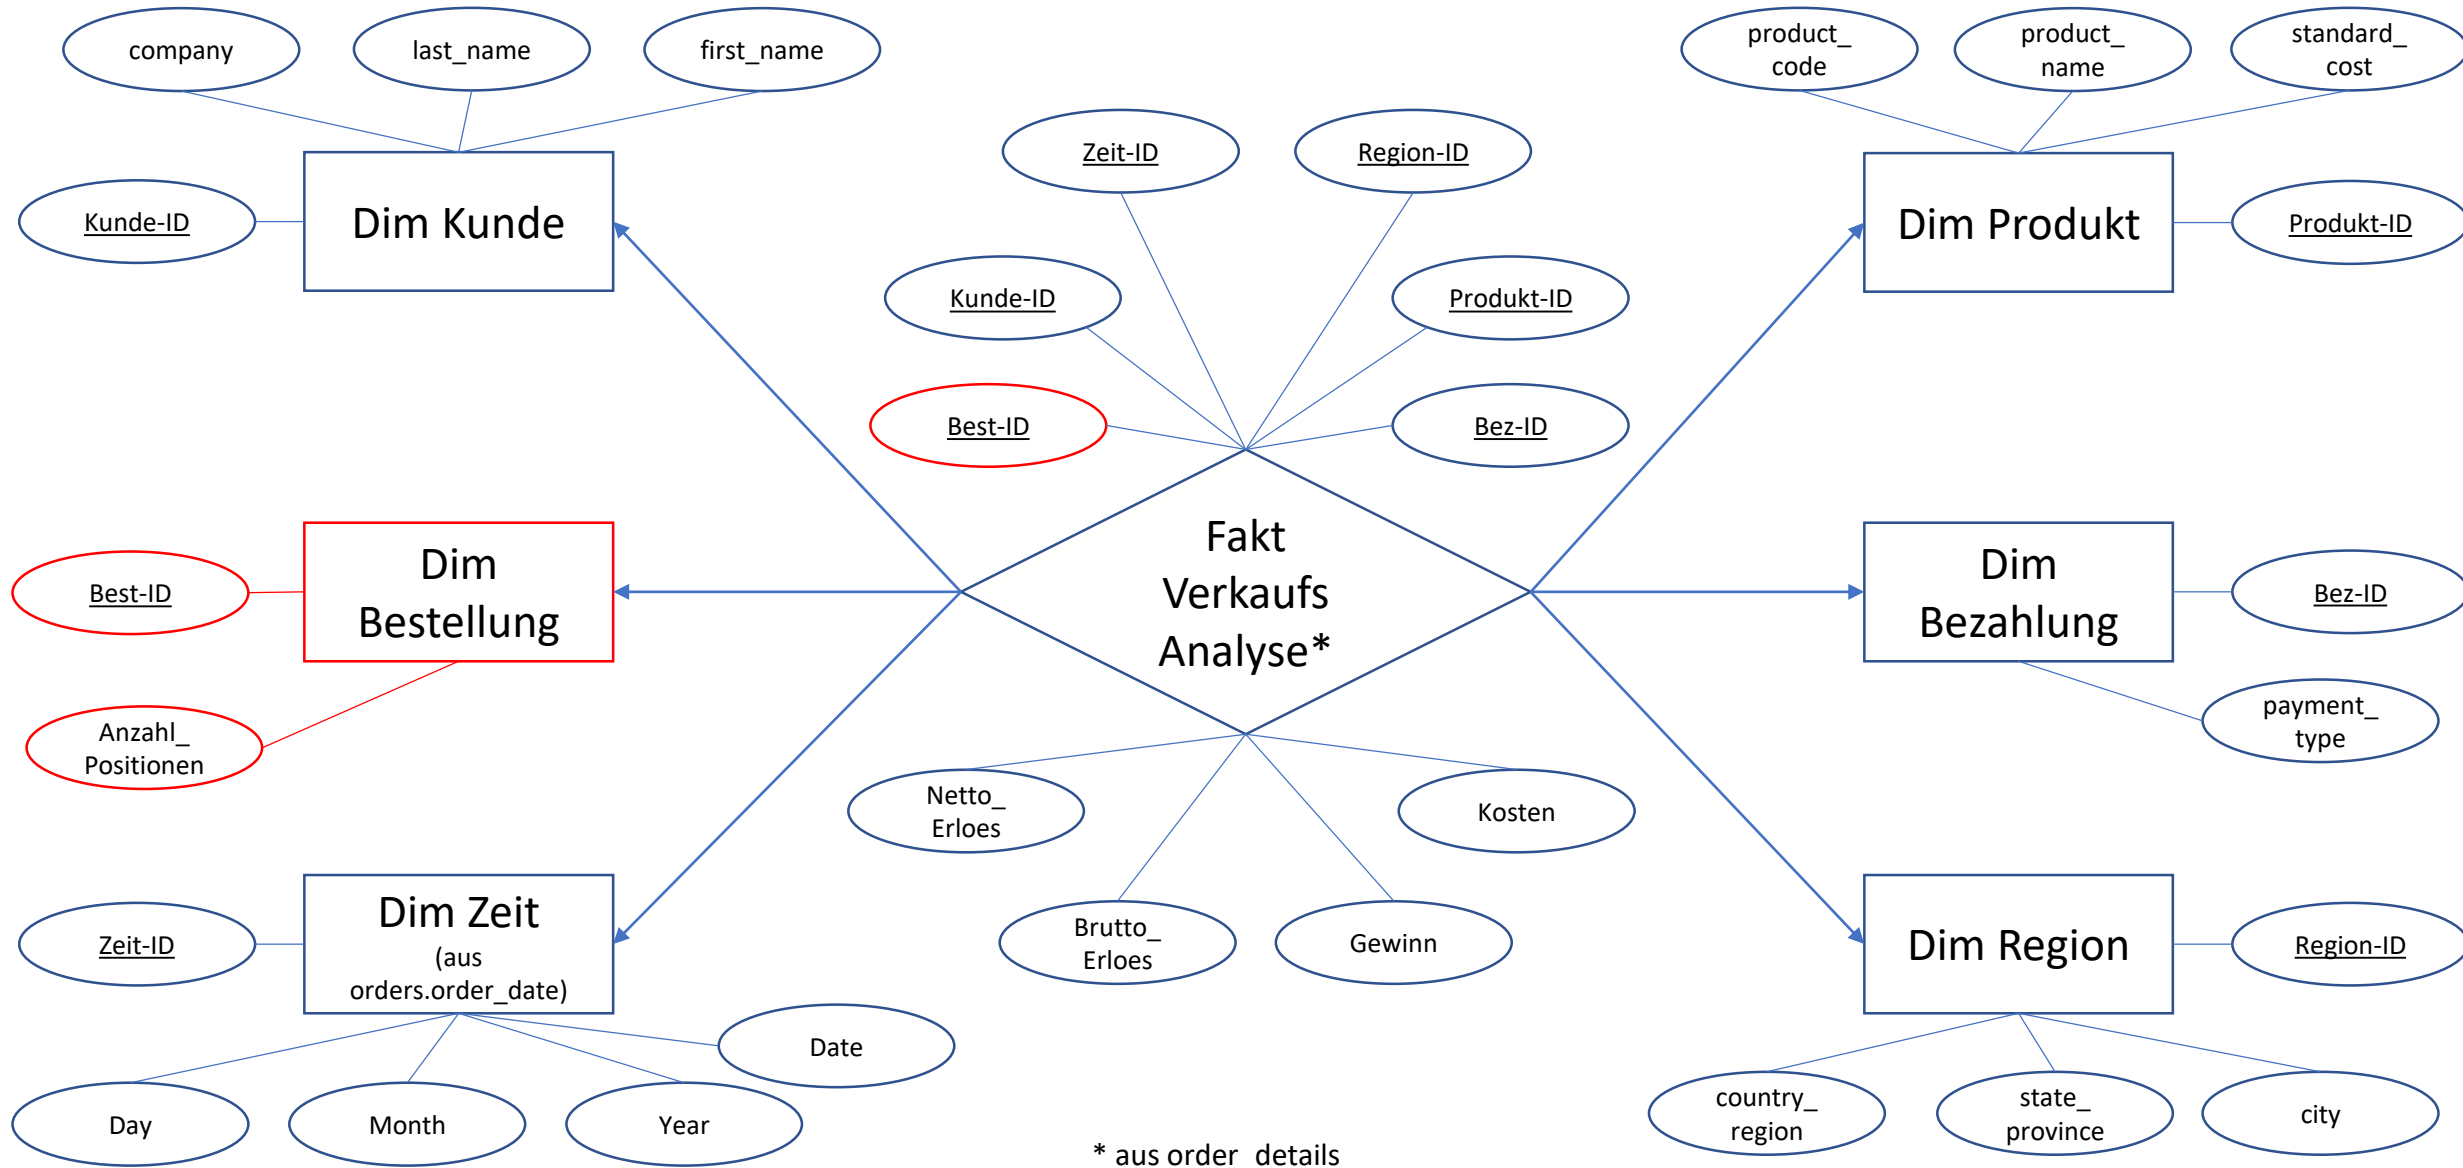 company
last_name
first_name
Kunde-ID
Dim Kunde
Zeit-ID
Region-ID
Kunde-ID
Produkt-ID
Best-ID
Bez-ID
product_
code
product_
name
standard_
cost
Dim Produkt
Produkt-ID
Best-ID
Dim
Bestellung
Anzahl_
Positionen
Fakt
Verkaufs
Analyse*
Dim
Bezahlung
Bez-ID
payment_
type
Netto_
Erloes
Kosten
Brutto_
Erloes
Gewinn
Zeit-ID
Dim Zeit
(aus
orders.order_date)
Date
Day
Month
Year
Dim Region
Region-ID
country_
region
state_
province
city
* aus order_details